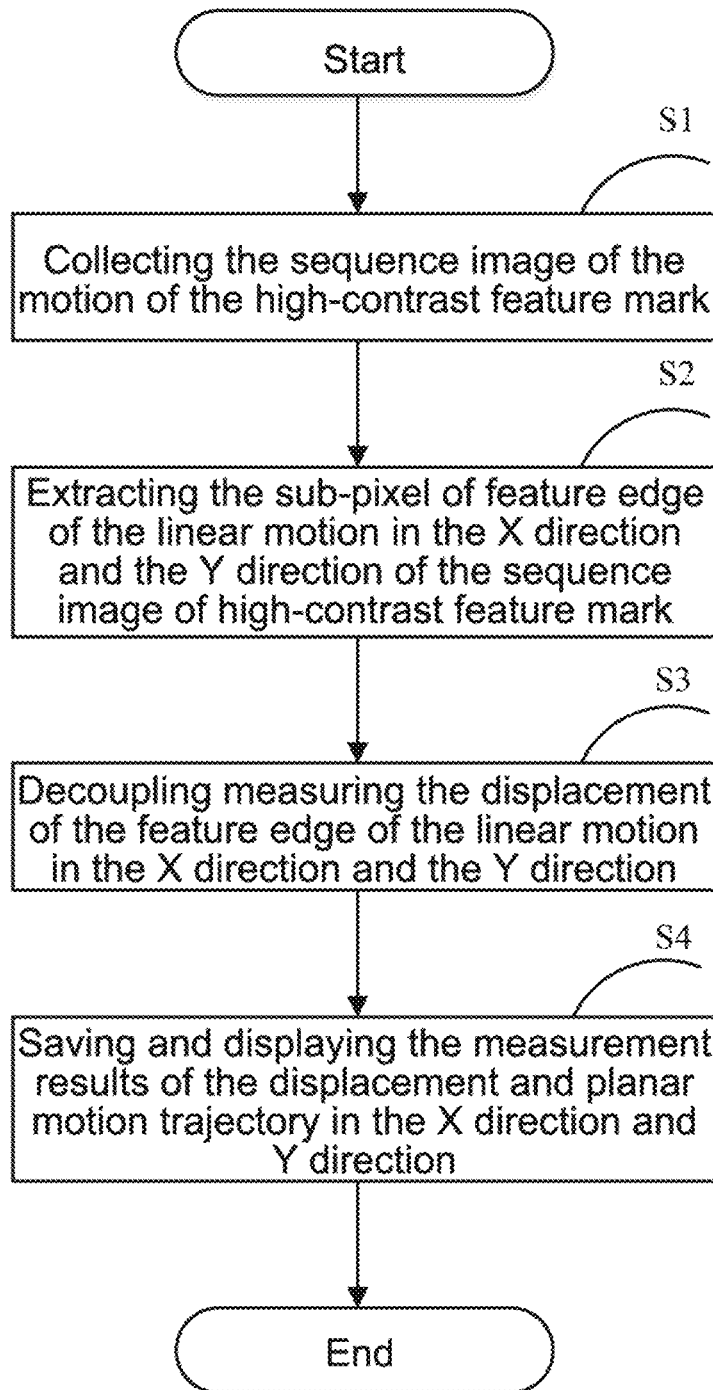 Start
S1
Collecting the sequence image of the
motion of the high-contrast feature mark
S2
Extracting the sub-pixel of feature edge
of the linear motion in the X direction
and the Y direction of the sequence
image of high-contrast feature mark
S3
Decoupling measuring the displacement
of the feature edge of the linear motion
in the X direction and the Y direction
S4
Saving and displaying the measurement
results of the displacement and planar
motion trajectory in the X direction and
Y direction
End